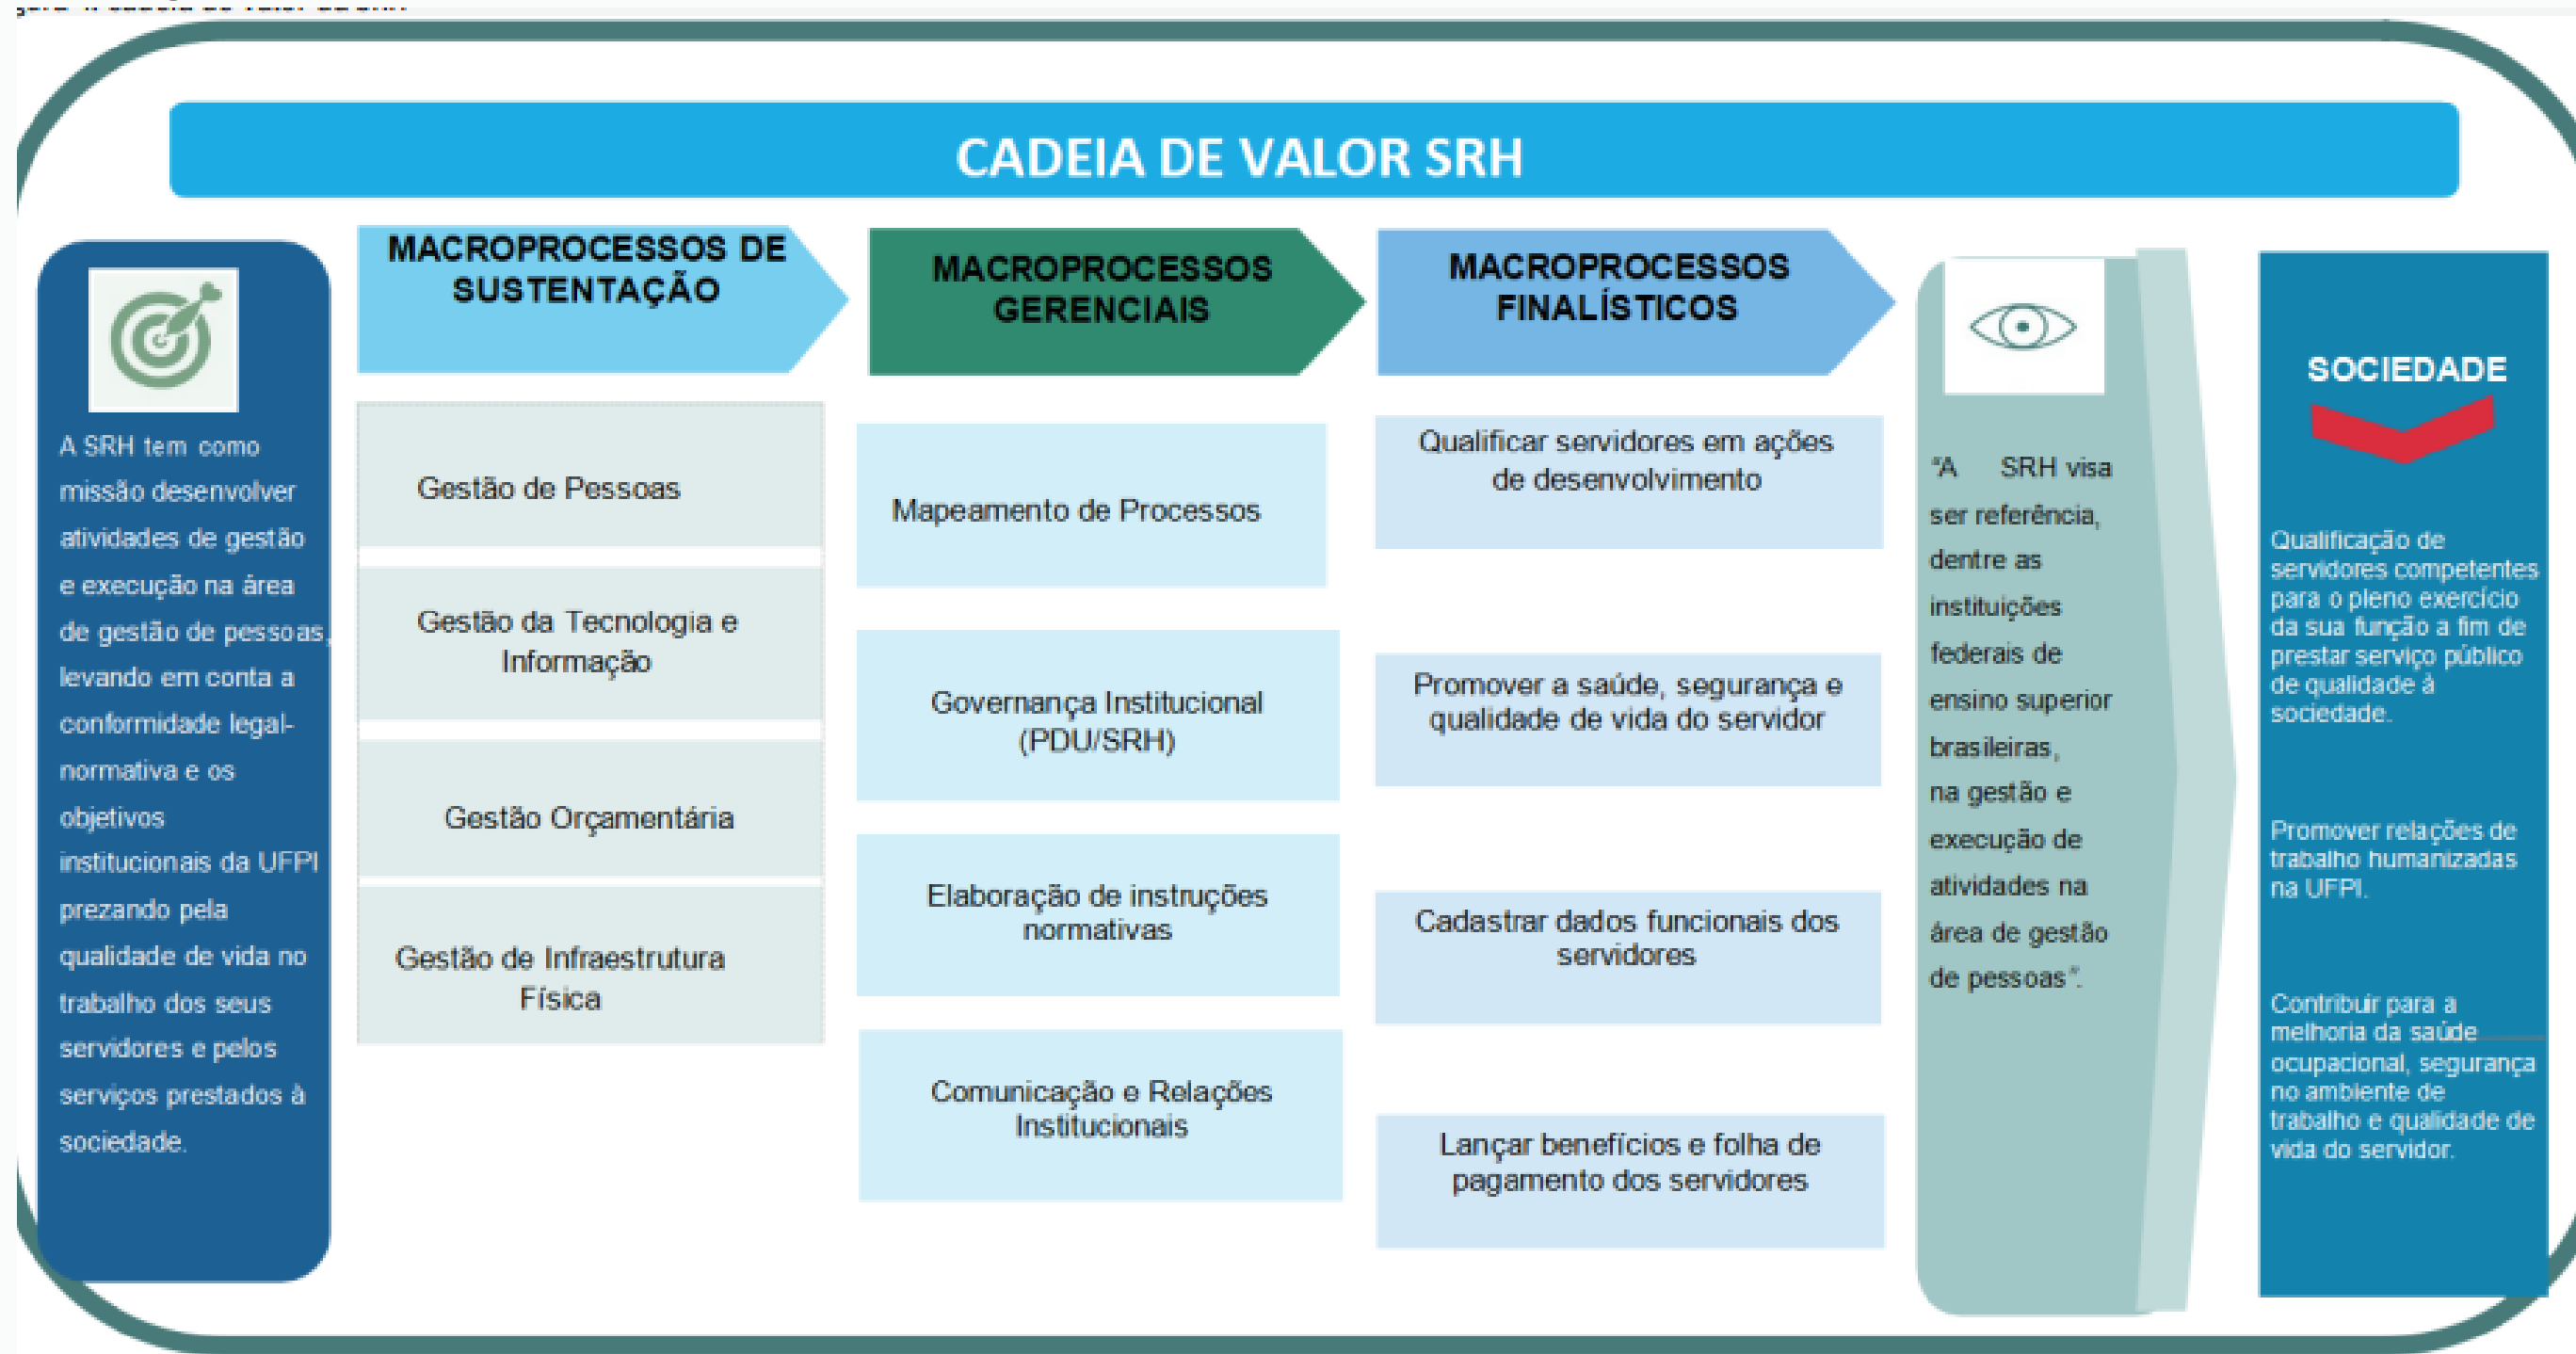 CADEIA DE VALOR SRH
A SRH tem como
missão desenvolver
atividades de gestão
e execução na área
de gestão de pessoas,
levando em conta a
conformidade legal-
normativa e os
objetivos
institucionais da UFPI
prezando pela
qualidade de vida no
trabalho dos seus
servidores e pelos
serviços prestados à
sociedade.
MACROPROCESSOS DE
SUSTENTAÇÃO
Gestão de Pessoas
Gestão da Tecnologia e
Informação
Gestão Orçamentária
Gestão de Infraestrutura
Física
MACROPROCESSOS
GERENCIAIS
Mapeamento de Processos
Governança Institucional
(PDU/SRH)
Elaboração de instruções
normativas
Comunicação e Relações
Institucionais
MACROPROCESSOS
FINALÍSTICOS
Qualificar servidores em ações
de desenvolvimento
Promover a saúde, segurança e
qualidade de vida do servidor
Cadastrar dados funcionais dos
servidores
Lançar benefícios e folha de
pagamento dos servidores
"A SRH visa
ser referência,
dentre as
instituições
federais de
ensino superior
brasileiras,
na gestão e
execução de
atividades na
área de gestão
de pessoas".
SOCIEDADE
Qualificação de
servidores competentes
para o pleno exercício
da sua função a fim de
prestar serviço público
de qualidade à
sociedade.
Promover relações de
trabalho humanizadas
na UFPI.
Contribuir para a
melhoria da saúde
ocupacional, segurança
no ambiente de
trabalho e qualidade de
vida do servidor.